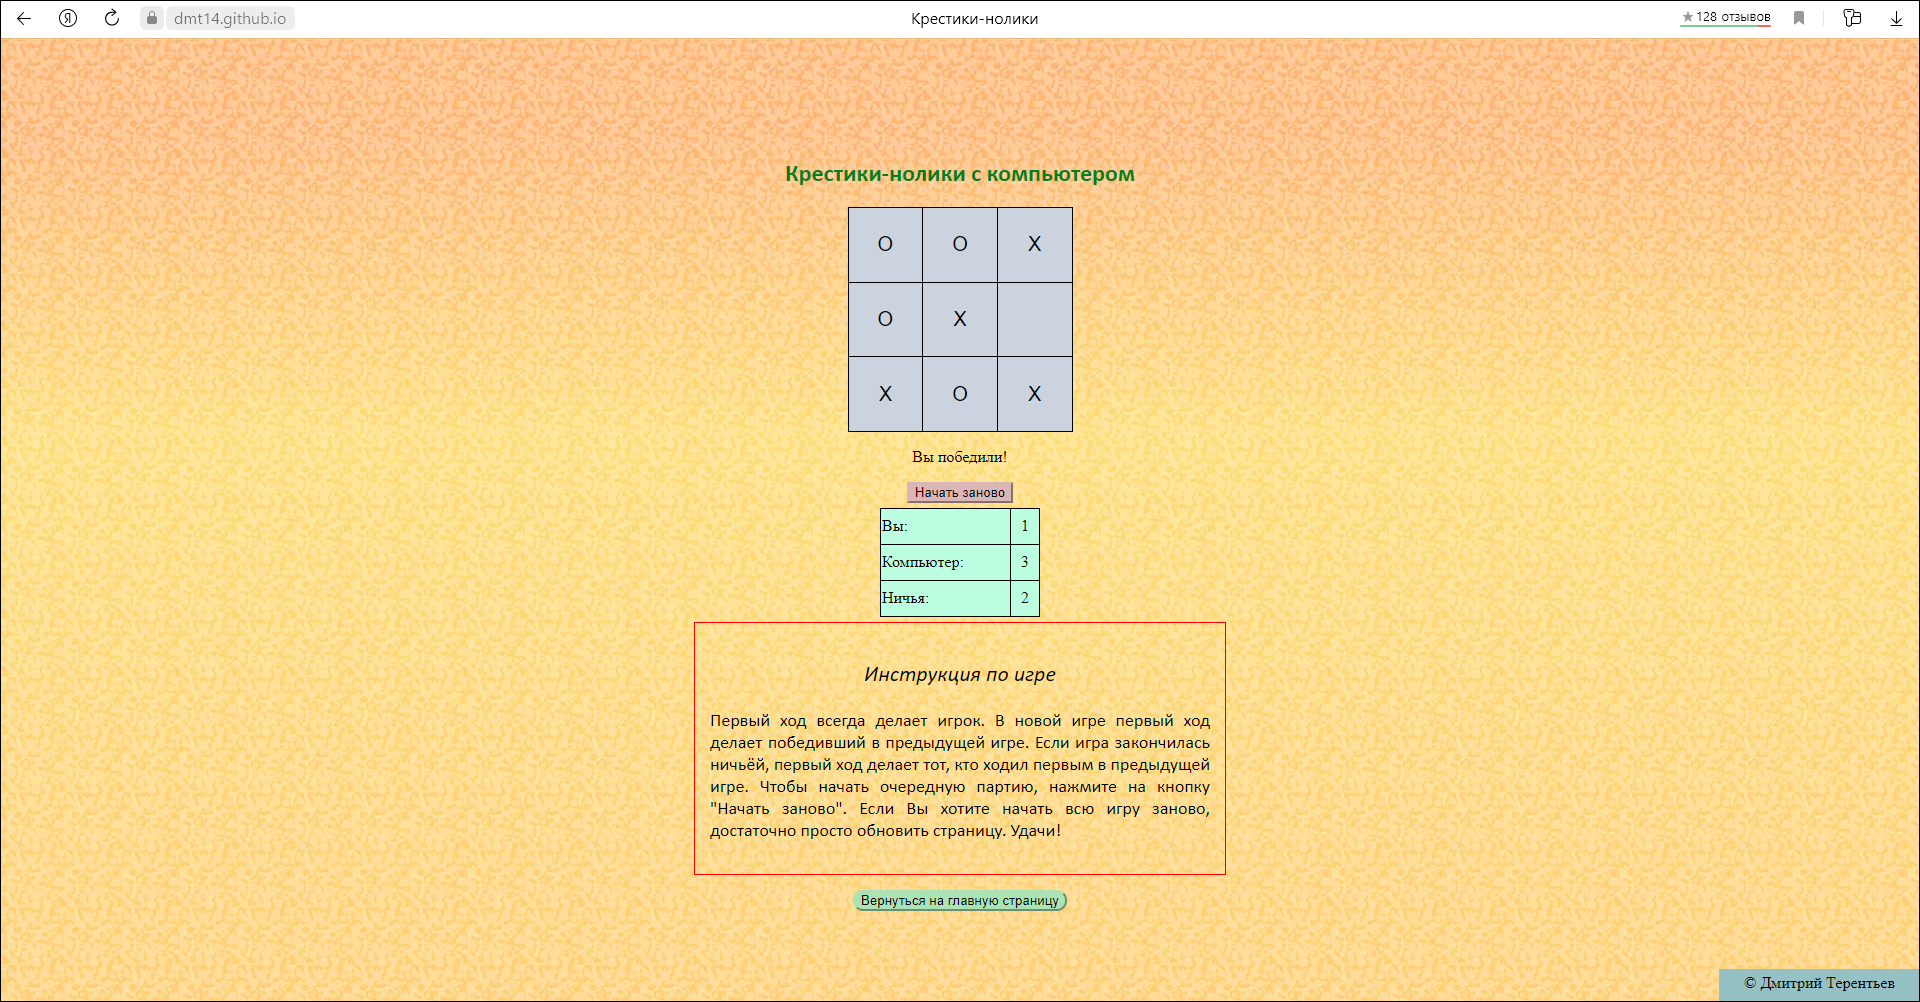 dmt14.github.io
Крестики-нолики
128 отзывов
Крестики-нолики с компьютером
O O X
O X
X O X
Вы победили!
Начать заново
Вы: 1
Компьютер: 3
Ничья: 2
Инструкция по игре
Первый ход всегда делает игрок. В новой игре первый ход
делает победивший в предыдущей игре. Если игра закончилась
ничьёй, первый ход делает тот, кто ходил первым в предыдущей
игре. Чтобы начать очередную партию, нажмите на кнопку
"Начать заново". Если Вы хотите начать всю игру заново,
достаточно просто обновить страницу. Удачи!
Вернуться на главную страницу
© Дмитрий Терентьев